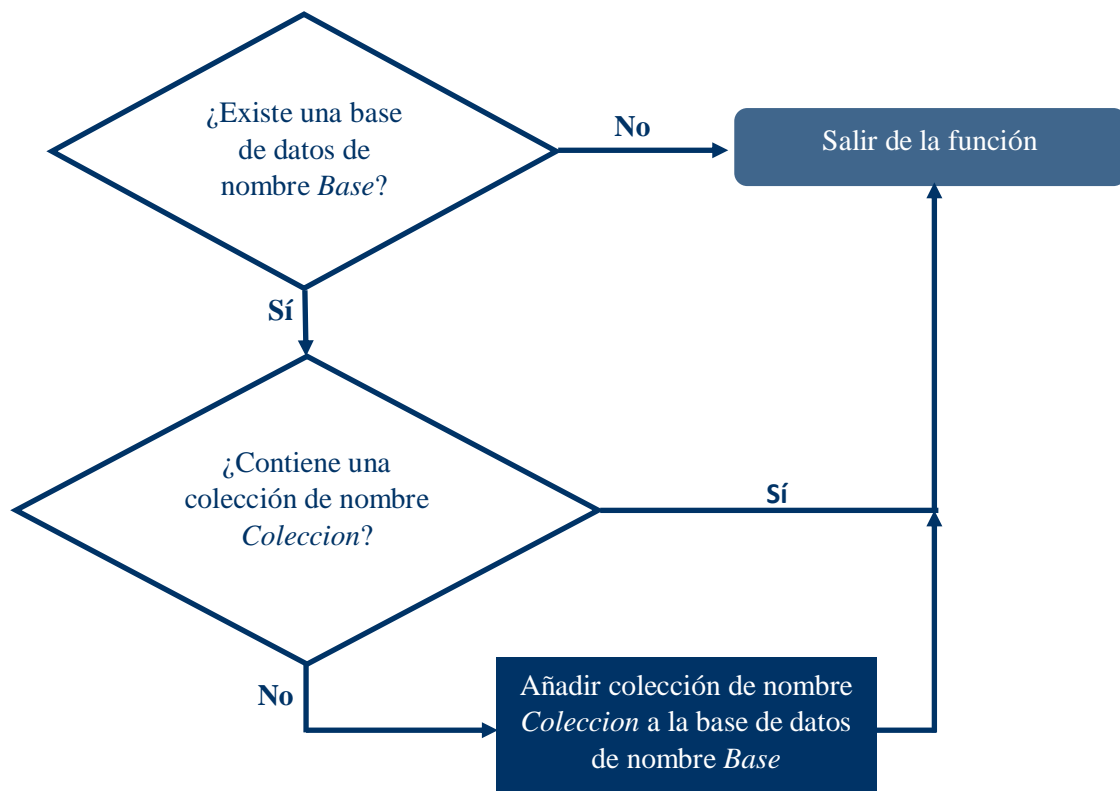 ¿Existe una base
de datos de
nombre Base?
No
Salir de la función
Sí
¿Contiene una
colección de nombre
Coleccion?
Sí
No
Añadir colección de nombre
Coleccion a la base de datos
de nombre Base